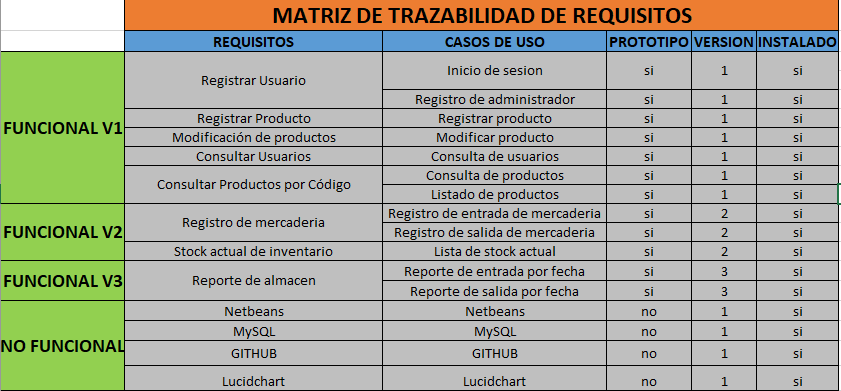 MATRIZ DE TRAZABILIDAD DE REQUISITOS
REQUISITOS CASOS DE USO PROTOTIPO VERSION INSTALADO
FUNCIONAL V1
Registrar Usuario
Inicio de sesion si 1 si
Registro de administrador si 1 si
Registrar Producto Registrar producto si 1 si
Modificación de productos Modificar producto si 1 si
Consultar Usuarios Consulta de usuarios si 1 si
Consultar Productos por Código
Consulta de productos si 1 si
Listado de productos si 1 si
FUNCIONAL V2
Registro de mercaderia
Registro de entrada de mercaderia si 2 si
Registro de salida de mercaderia si 2 si
Stock actual de inventario Lista de stock actual si 2 si
FUNCIONAL V3
Reporte de almacen
Reporte de entrada por fecha si 3 si
Reporte de salida por fecha si 3 si
NO FUNCIONAL
Netbeans Netbeans no 1 si
MySQL MySQL no 1 si
GITHUB GITHUB no 1 si
Lucidchart Lucidchart no 1 si